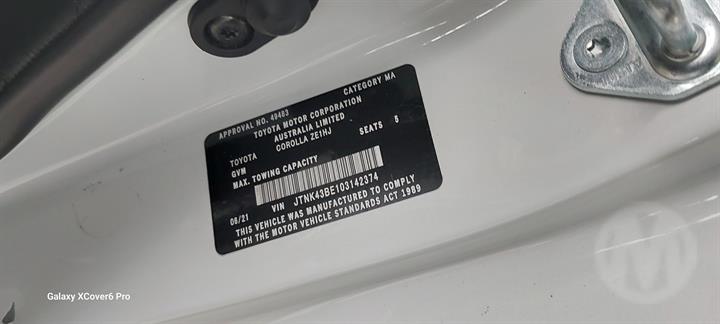 APPROVAL NO. 49483 CATEGORY MA
TOYOTA MOTOR CORPORATION
AUSTRALIA LIMITED
TOYOTA COROLLA ZE1HJ SEATS 5
GVM
MAX. TOWING CAPACITY
06/21 VIN JTNK43BE103142374
THIS VEHICLE WAS MANUFACTURED TO COMPLY
WITH THE MOTOR VEHICLE STANDARDS ACT 1989
Galaxy XCover6 Pro
M